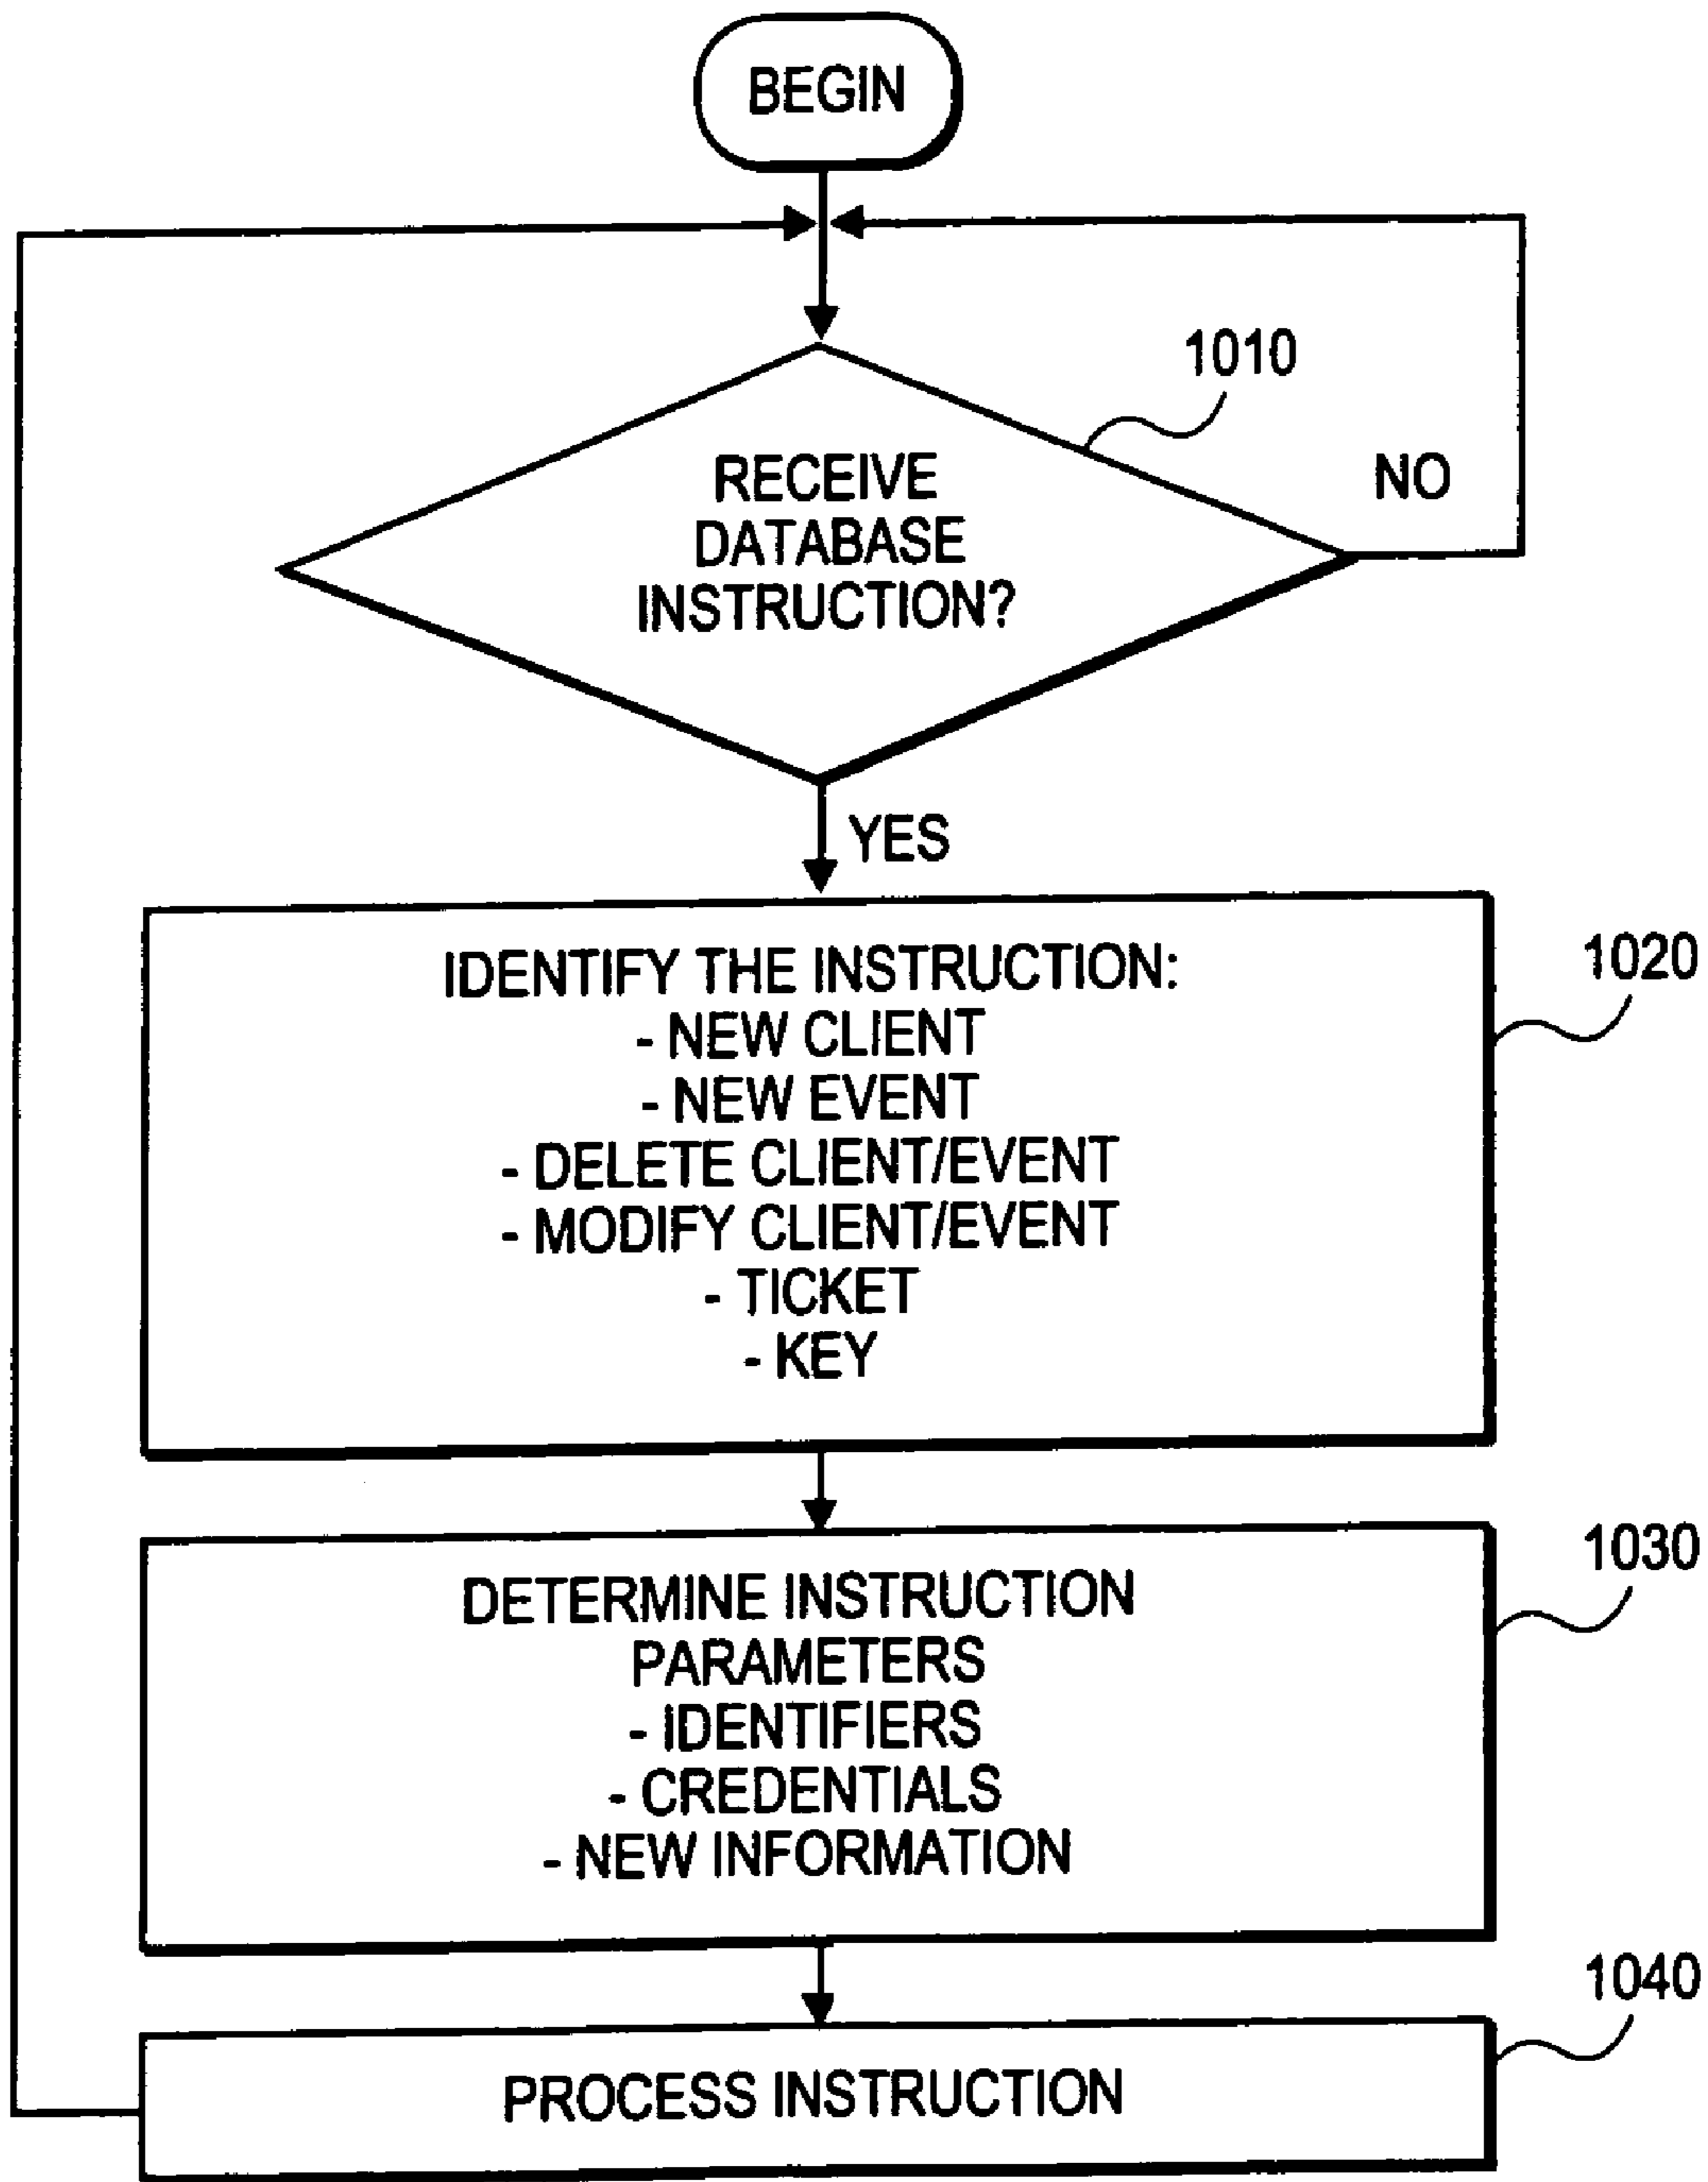 BEGIN
1010
RECEIVE
DATABASE
INSTRUCTION?
NO
YES
1020
IDENTIFY THE INSTRUCTION:
- NEW CLIENT
- NEW EVENT
- DELETE CLIENT/EVENT
- MODIFY CLIENT/EVENT
- TICKET
- KEY
1030
DETERMINE INSTRUCTION
PARAMETERS
- IDENTIFIERS
- CREDENTIALS
- NEW INFORMATION
1040
PROCESS INSTRUCTION